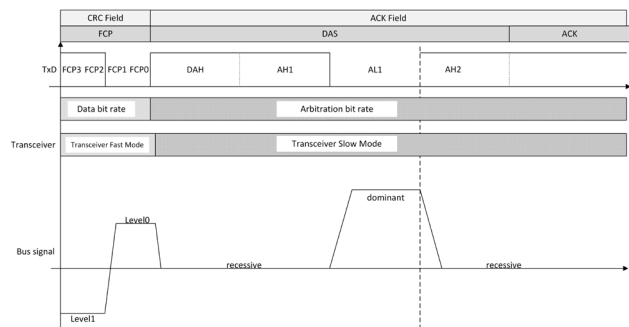 CRC Field ACK Field
FCP DAS ACK
TxD FCP3 FCP2 FCP1 FCP0 DAH AH1 AL1 AH2
Data bit rate Arbitration bit rate
Transceiver Transceiver Fast Mode Transceiver Slow Mode
dominant
Level0
Bus signal
recessive recessive
Level1